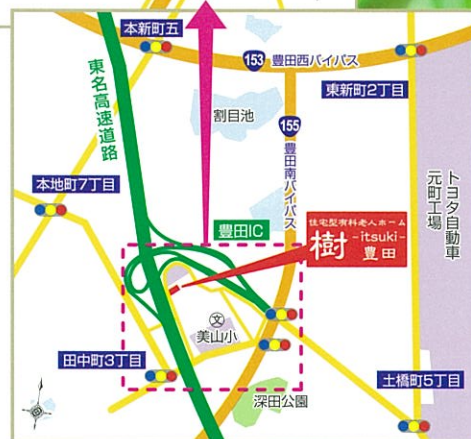 本新町五
153 豊田西バイパス
東名高速道路
割目池
東新町2丁目
155
豊田南バイパス
本地町7丁目
トヨタ自動車
元町工場
豊田IC
住宅型有料老人ホーム
樹 -itsuki-
豊田
文
美山小
田中町3丁目
土橋町5丁目
深田公園